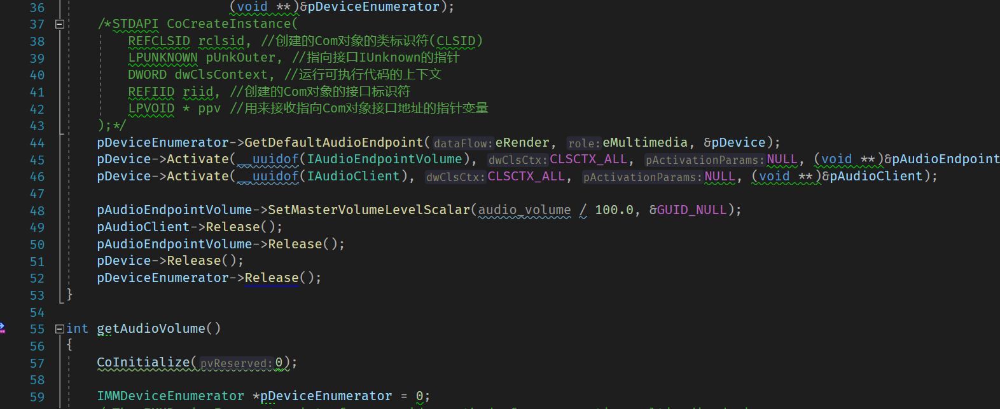 36 (void **)&pDeviceEnumerator);
37 /*STDAPI CoCreateInstance(
38 REFCLSID rclsid, //创建的Com对象的类标识符(CLSID)
39 LPUNKNOWN pUnkOuter, //指向接口IUnknown的指针
40 DWORD dwClsContext, //运行可执行代码的上下文
41 REFIID riid, //创建的Com对象的接口标识符
42 LPVOID * ppv //用来接收指向Com对象接口地址的指针变量
43 );*/
44 pDeviceEnumerator->GetDefaultAudioEndpoint(dataFlow:eRender, role:eMultimedia, &pDevice);
45 pDevice->Activate(__uuidof(IAudioEndpointVolume), dwClsCtx:CLSCTX_ALL, pActivationParams:NULL, (void **)&pAudioEndpoint
46 pDevice->Activate(__uuidof(IAudioClient), dwClsCtx:CLSCTX_ALL, pActivationParams:NULL, (void **)&pAudioClient);
47
48 pAudioEndpointVolume->SetMasterVolumeLevelScalar(audio_volume / 100.0, &GUID_NULL);
49 pAudioClient->Release();
50 pAudioEndpointVolume->Release();
51 pDevice->Release();
52 pDeviceEnumerator->Release();
53 }
54
55 int getAudioVolume()
56 {
57 CoInitialize(pvReserved:0);
58
59 IMMDeviceEnumerator *pDeviceEnumerator = 0;